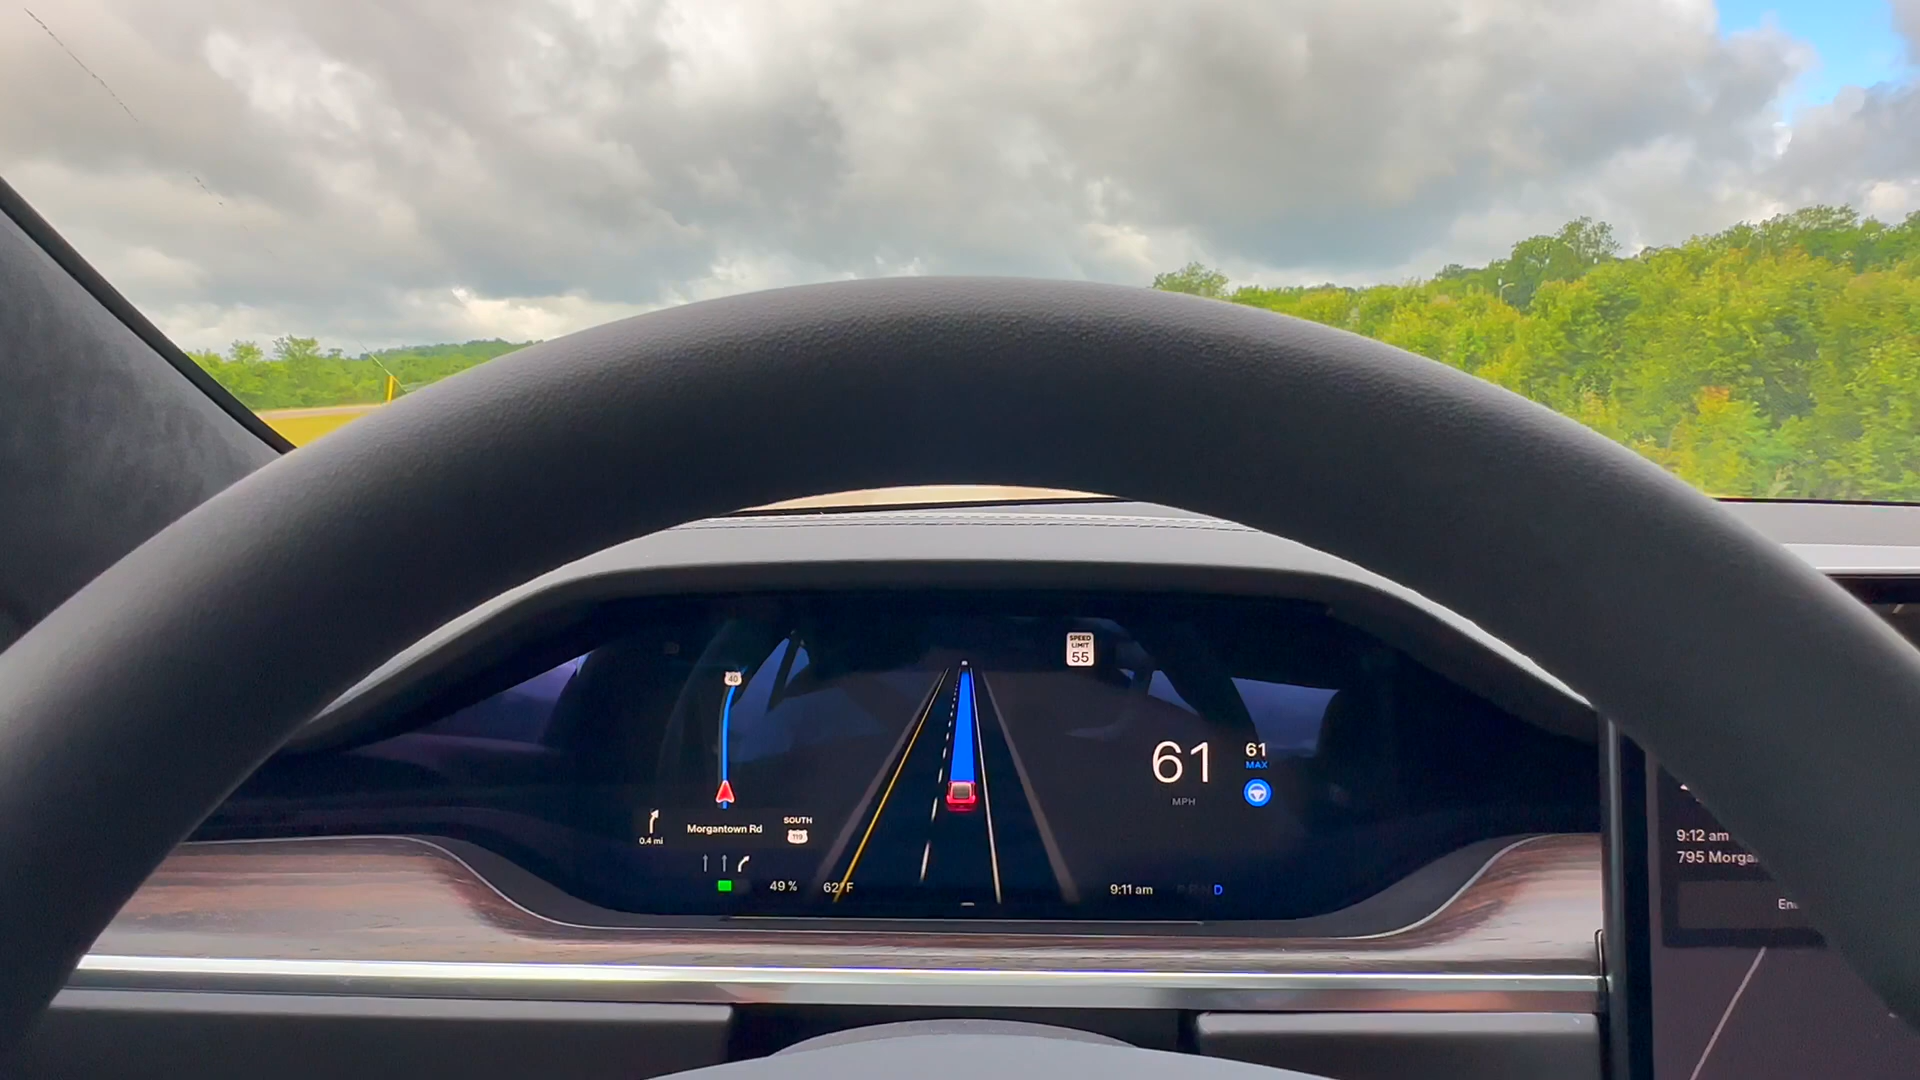 40
SPEED
LIMIT
55
61
MPH
61
MAX
0.4 mi
Morgantown Rd
SOUTH
119
49 %
62°F
9:11 am
P R N D
9:12 am
795 Morga